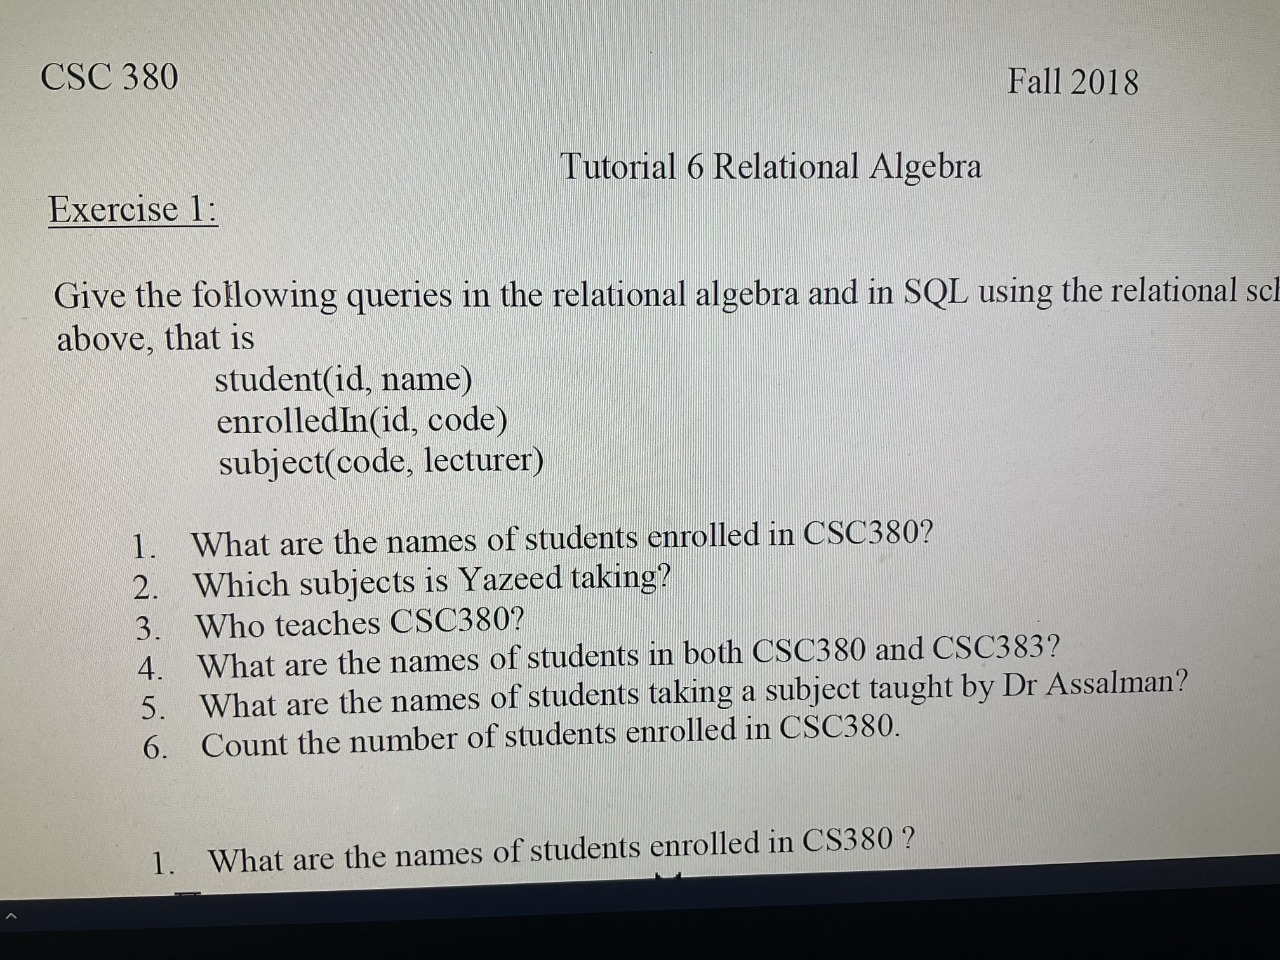 CSC 380 Fall 2018
Tutorial 6 Relational Algebra
Exercise 1:
Give the following queries in the relational algebra and in SQL using the relational
above, that is
student(id, name)
enrolledIn(id, code)
subject(code, lecturer)
1. What are the names of students enrolled in CSC380?
2. Which subjects is Yazeed taking?
3. Who teaches CSC380?
4. What are the names of students in both CSC380 and CSC383?
5. What are the names of students taking a subject taught by Dr Assalman?
6. Count the number of students enrolled in CSC380.
1. What are the names of students enrolled in CS380 ?